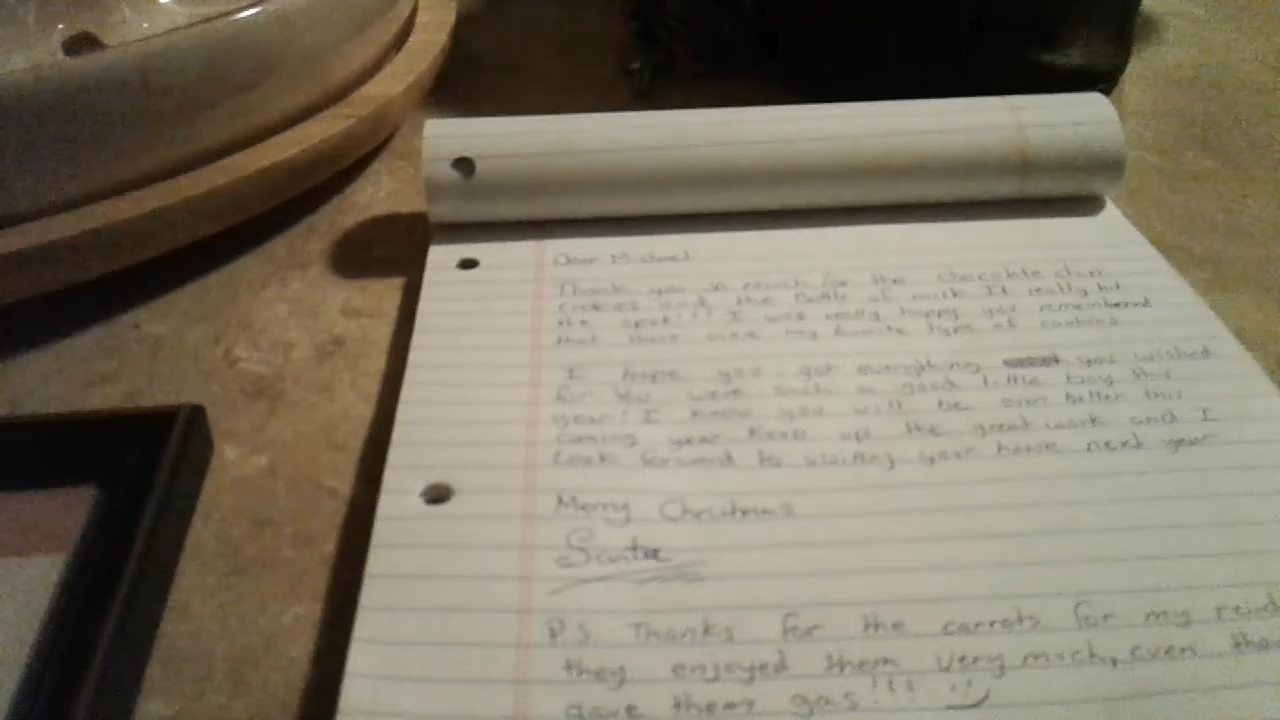 Dear Michael
Thank you so much for the chocolate chip
cookies and the Bottle of milk It really hit
the spot!!! I was really happy you remembered
that those were my favorite type of cookies
I hope you got everything you wished
for You were such a good little boy this
year! I know you will be even better this
coming year Keep up the great work and I
Look forward to visiting your home next year
Merry Christmas
Santa
P.S. Thanks for the carrots for my reind
they enjoyed them very much, even tho
gave them gas!!! :)